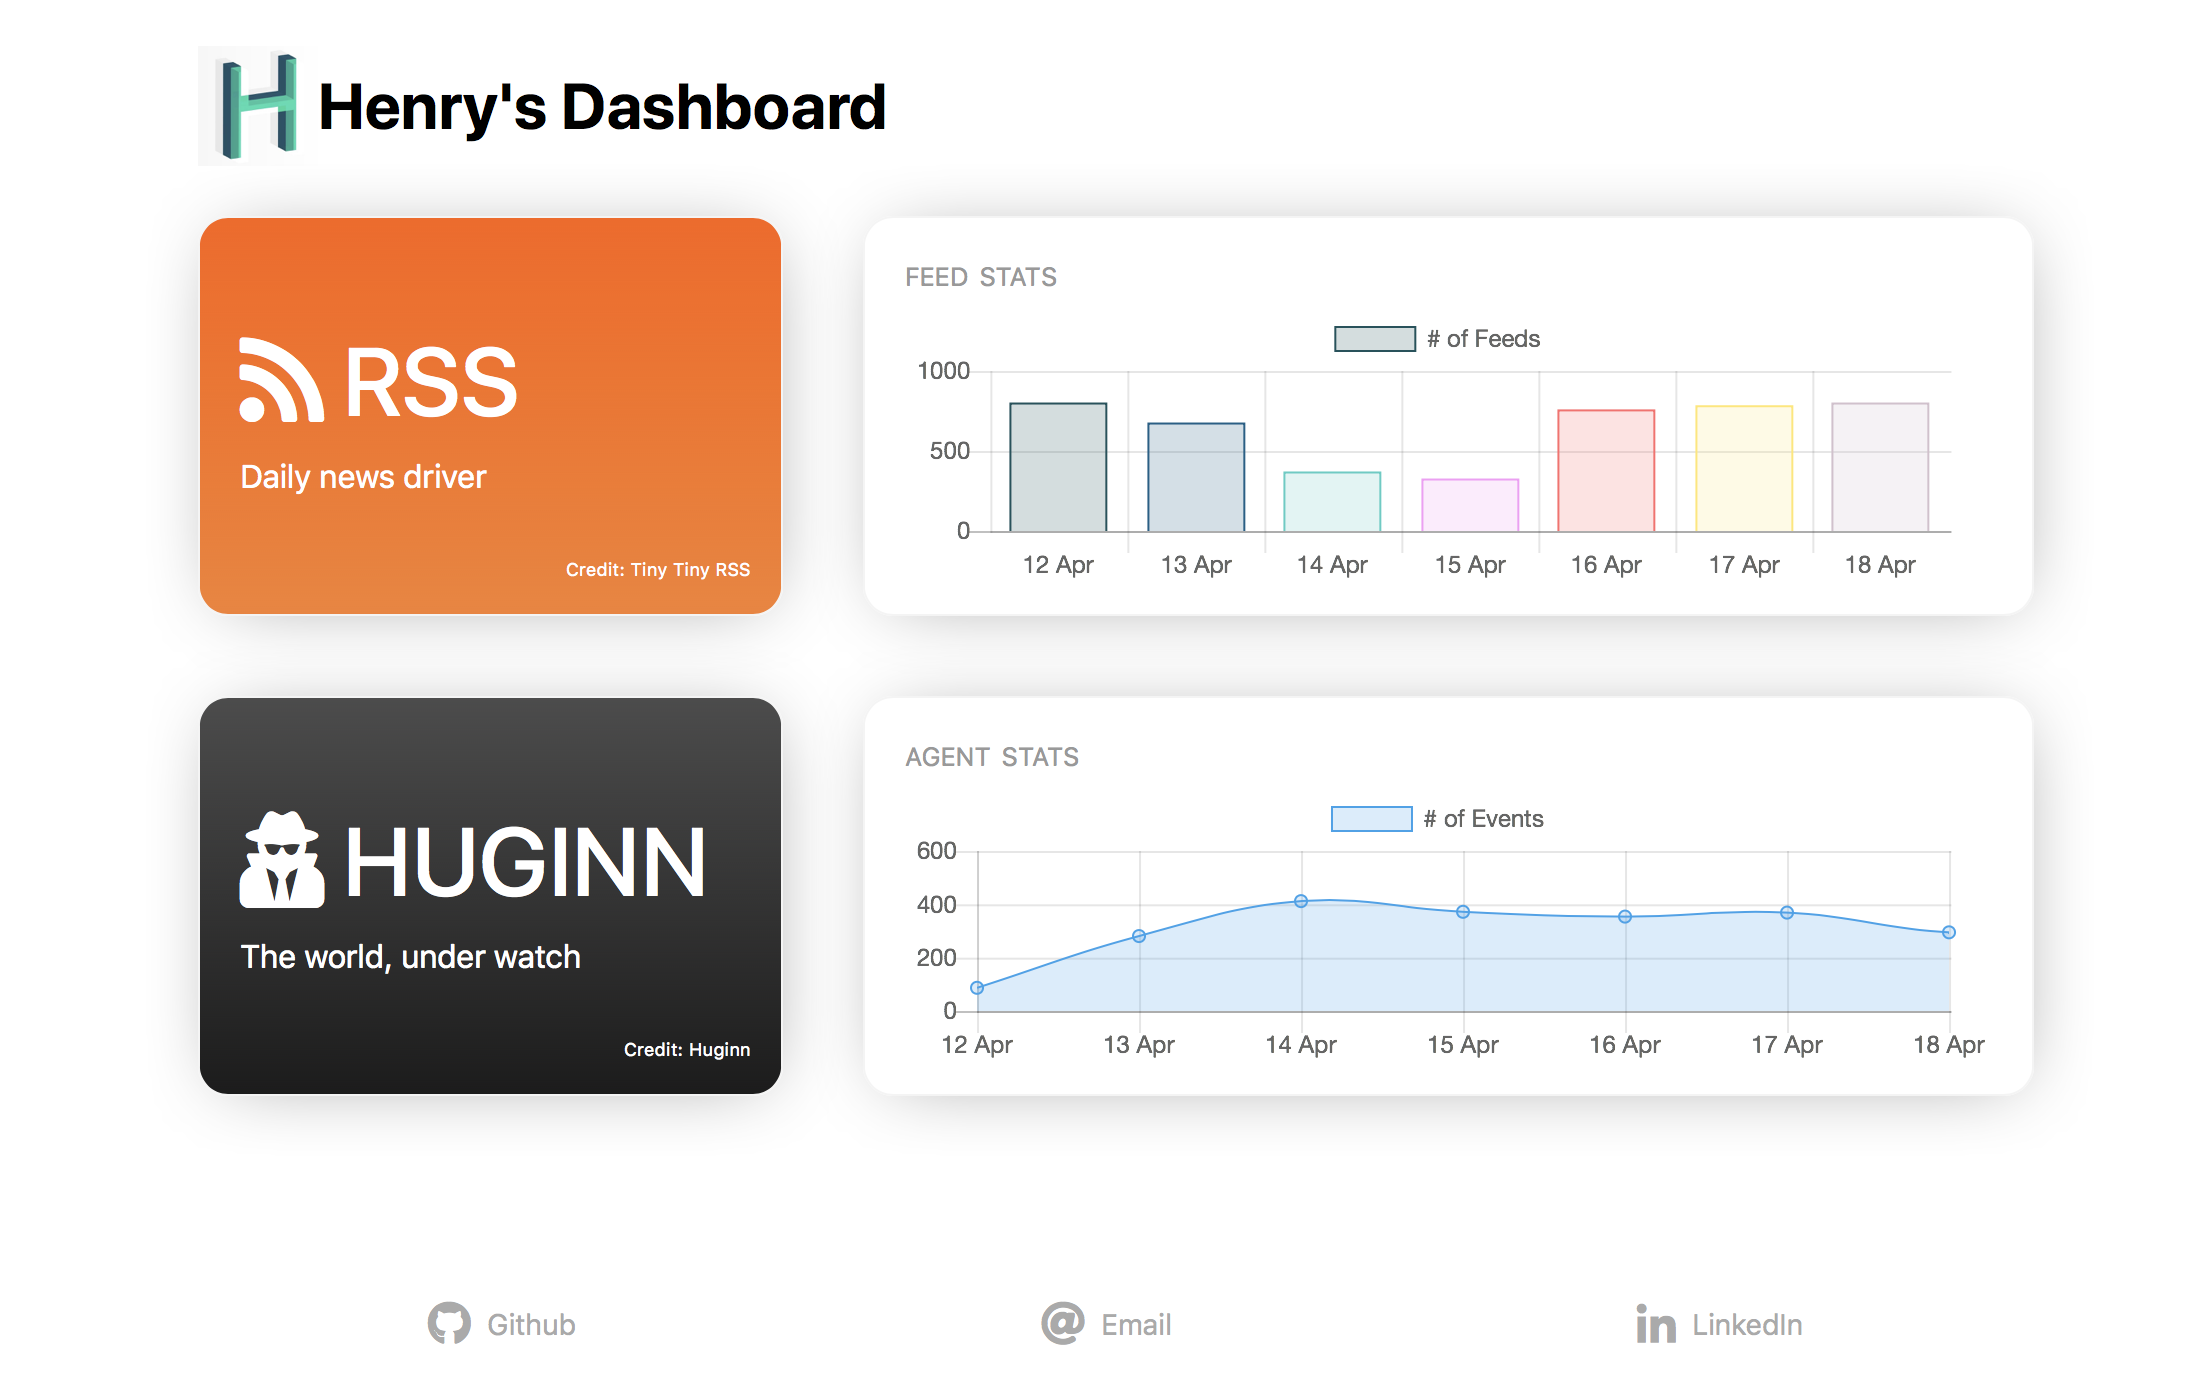 Henry's Dashboard
RSS
Daily news driver
Credit: Tiny Tiny RSS
FEED STATS
# of Feeds
1000
500
0
12 Apr 13 Apr 14 Apr 15 Apr 16 Apr 17 Apr 18 Apr
HUGINN
The world, under watch
Credit: Huginn
AGENT STATS
# of Events
600
400
200
0
12 Apr 13 Apr 14 Apr 15 Apr 16 Apr 17 Apr 18 Apr
Github Email LinkedIn